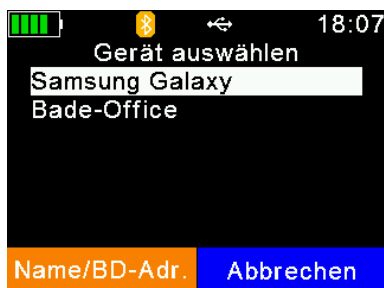 18:07
Gerät auswählen
Samsung Galaxy
Bade-Office
Name/BD-Adr. Abbrechen